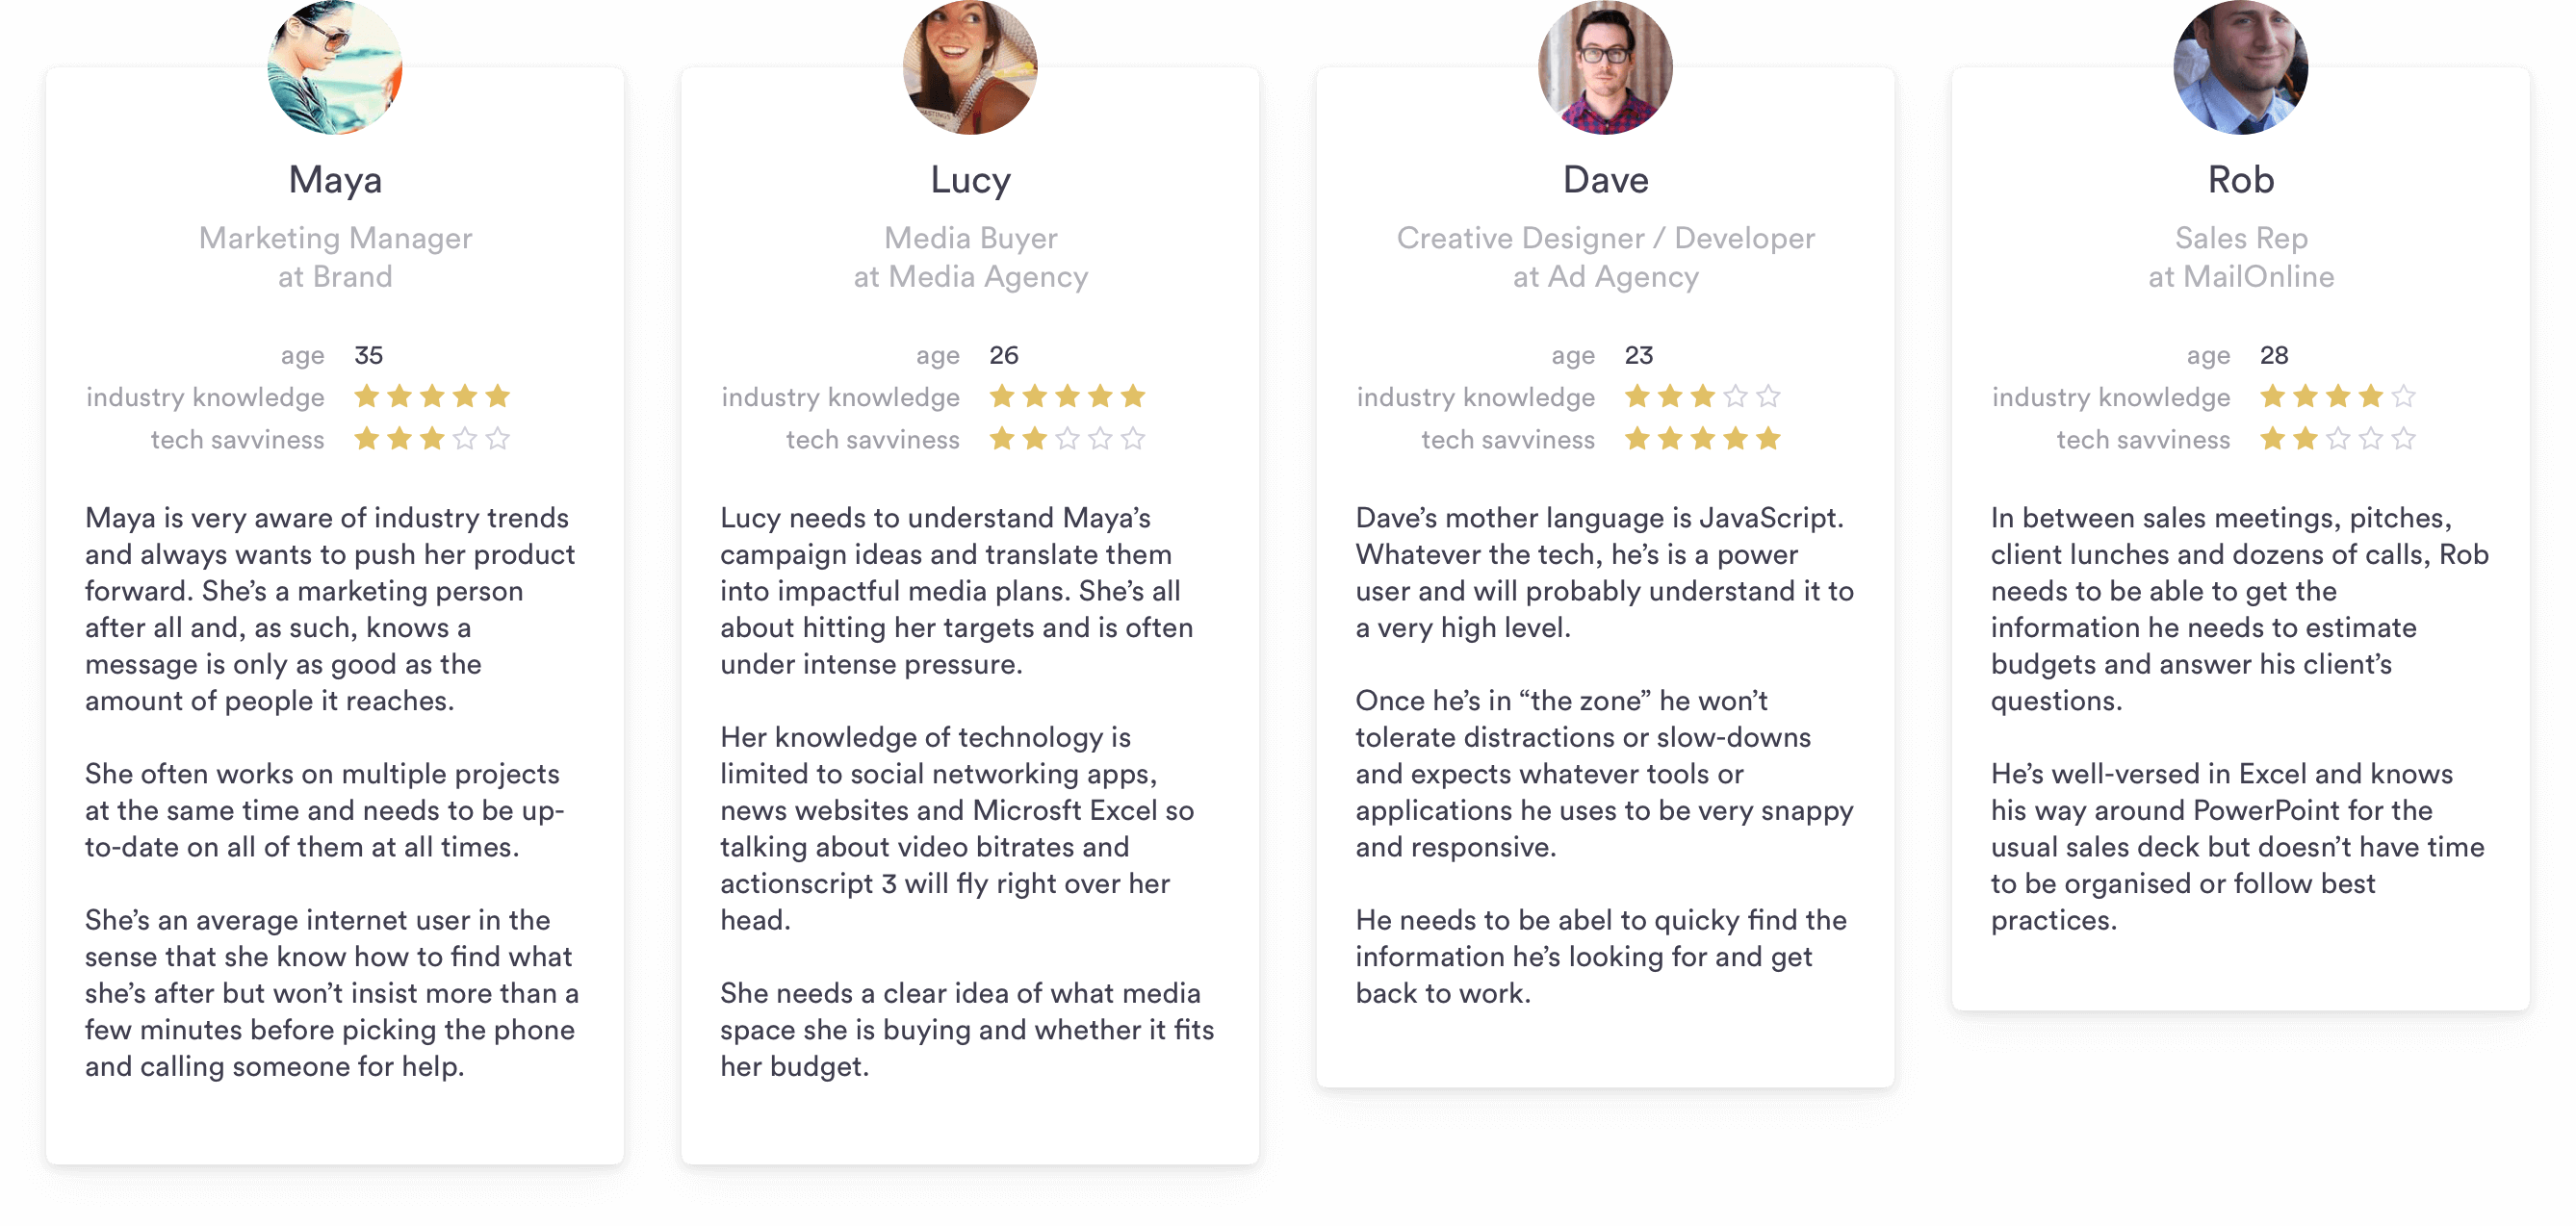 Maya
Marketing Manager
at Brand
age 35
industry knowledge
tech savviness
Maya is very aware of industry trends
and always wants to push her product
forward. She’s a marketing person
after all and, as such, knows a
message is only as good as the
amount of people it reaches.
She often works on multiple projects
at the same time and needs to be up-
to-date on all of them at all times.
She’s an average internet user in the
sense that she know how to find what
she’s after but won’t insist more than a
few minutes before picking the phone
and calling someone for help.
Lucy
Media Buyer
at Media Agency
age 26
industry knowledge
tech savviness
Lucy needs to understand Maya’s
campaign ideas and translate them
into impactful media plans. She’s all
about hitting her targets and is often
under intense pressure.
Her knowledge of technology is
limited to social networking apps,
news websites and Microsft Excel so
talking about video bitrates and
actionscript 3 will fly right over her
head.
She needs a clear idea of what media
space she is buying and whether it fits
her budget.
Dave
Creative Designer / Developer
at Ad Agency
age 23
industry knowledge
tech savviness
Dave’s mother language is JavaScript.
Whatever the tech, he’s is a power
user and will probably understand it to
a very high level.
Once he’s in “the zone” he won’t
tolerate distractions or slow-downs
and expects whatever tools or
applications he uses to be very snappy
and responsive.
He needs to be abel to quicky find the
information he’s looking for and get
back to work.
Rob
Sales Rep
at MailOnline
age 28
industry knowledge
tech savviness
In between sales meetings, pitches,
client lunches and dozens of calls, Rob
needs to be able to get the
information he needs to estimate
budgets and answer his client’s
questions.
He’s well-versed in Excel and knows
his way around PowerPoint for the
usual sales deck but doesn’t have time
to be organised or follow best
practices.